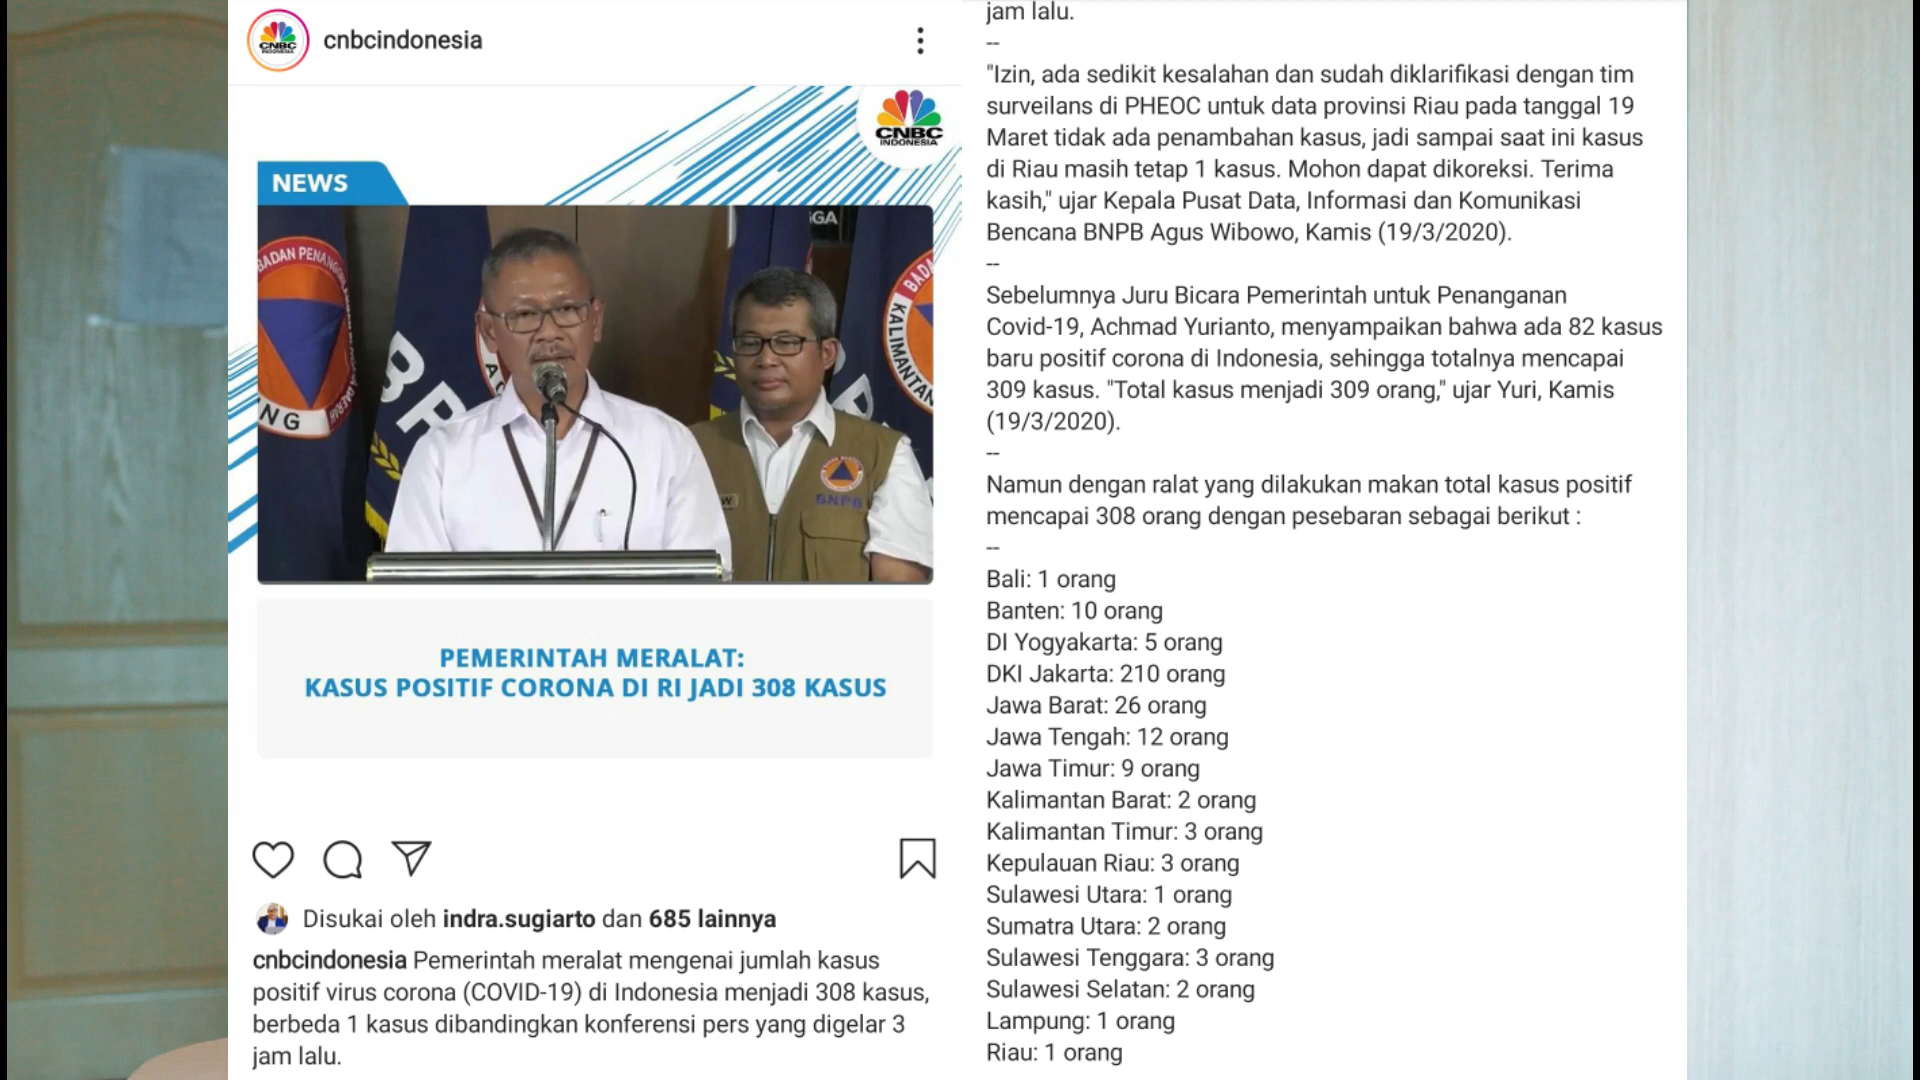 cnbcindonesia
CNBC
INDONESIA
NEWS
GGA
BADAN PENANGG
NG
BADA
KALIMANTAN
BNPB
PEMERINTAH MERALAT:
KASUS POSITIF CORONA DI RI JADI 308 KASUS
Disukai oleh indra.sugiarto dan 685 lainnya
cnbcindonesia Pemerintah meralat mengenai jumlah kasus
positif virus corona (COVID-19) di Indonesia menjadi 308 kasus,
berbeda 1 kasus dibandingkan konferensi pers yang digelar 3
jam lalu.
jam lalu.
--
"Izin, ada sedikit kesalahan dan sudah diklarifikasi dengan tim
surveilans di PHEOC untuk data provinsi Riau pada tanggal 19
Maret tidak ada penambahan kasus, jadi sampai saat ini kasus
di Riau masih tetap 1 kasus. Mohon dapat dikoreksi. Terima
kasih," ujar Kepala Pusat Data, Informasi dan Komunikasi
Bencana BNPB Agus Wibowo, Kamis (19/3/2020).
--
Sebelumnya Juru Bicara Pemerintah untuk Penanganan
Covid-19, Achmad Yurianto, menyampaikan bahwa ada 82 kasus
baru positif corona di Indonesia, sehingga totalnya mencapai
309 kasus. "Total kasus menjadi 309 orang," ujar Yuri, Kamis
(19/3/2020).
--
Namun dengan ralat yang dilakukan makan total kasus positif
mencapai 308 orang dengan pesebaran sebagai berikut :
--
Bali: 1 orang
Banten: 10 orang
DI Yogyakarta: 5 orang
DKI Jakarta: 210 orang
Jawa Barat: 26 orang
Jawa Tengah: 12 orang
Jawa Timur: 9 orang
Kalimantan Barat: 2 orang
Kalimantan Timur: 3 orang
Kepulauan Riau: 3 orang
Sulawesi Utara: 1 orang
Sumatra Utara: 2 orang
Sulawesi Tenggara: 3 orang
Sulawesi Selatan: 2 orang
Lampung: 1 orang
Riau: 1 orang